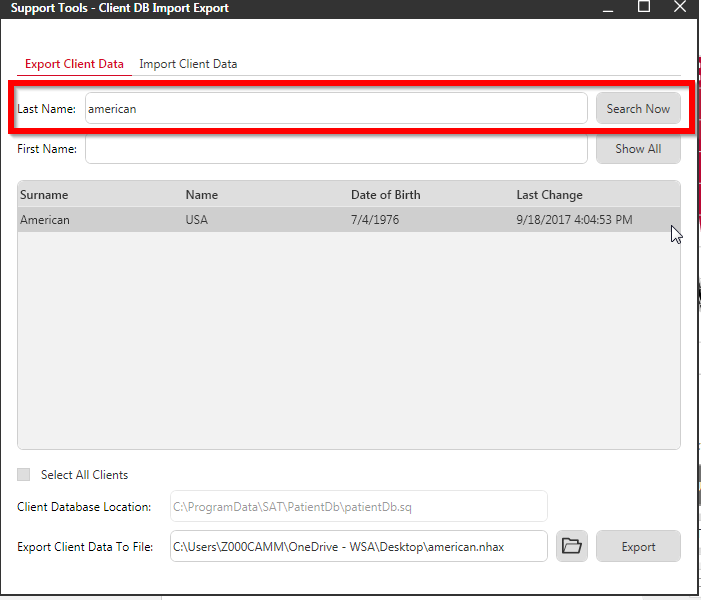 Support Tools - Client DB Import Export
Export Client Data Import Client Data
Last Name: american Search Now
First Name: Show All
Surname Name Date of Birth Last Change
American USA 7/4/1976 9/18/2017 4:04:53 PM
Select All Clients
Client Database Location: C:\ProgramData\SAT\PatientDb\patientDb.sq
Export Client Data To File: C:\Users\Z000CAMM\OneDrive - WSA\Desktop\american.nhax Export